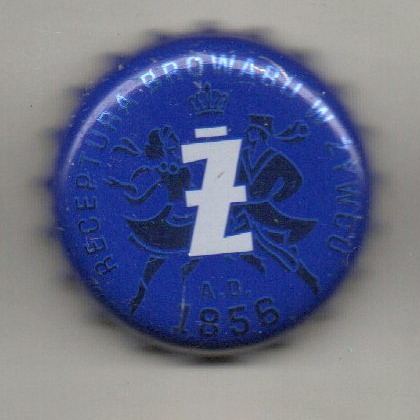 RECEPTURA BROWARU W ŻYWCU
Ż
A.D.
1856